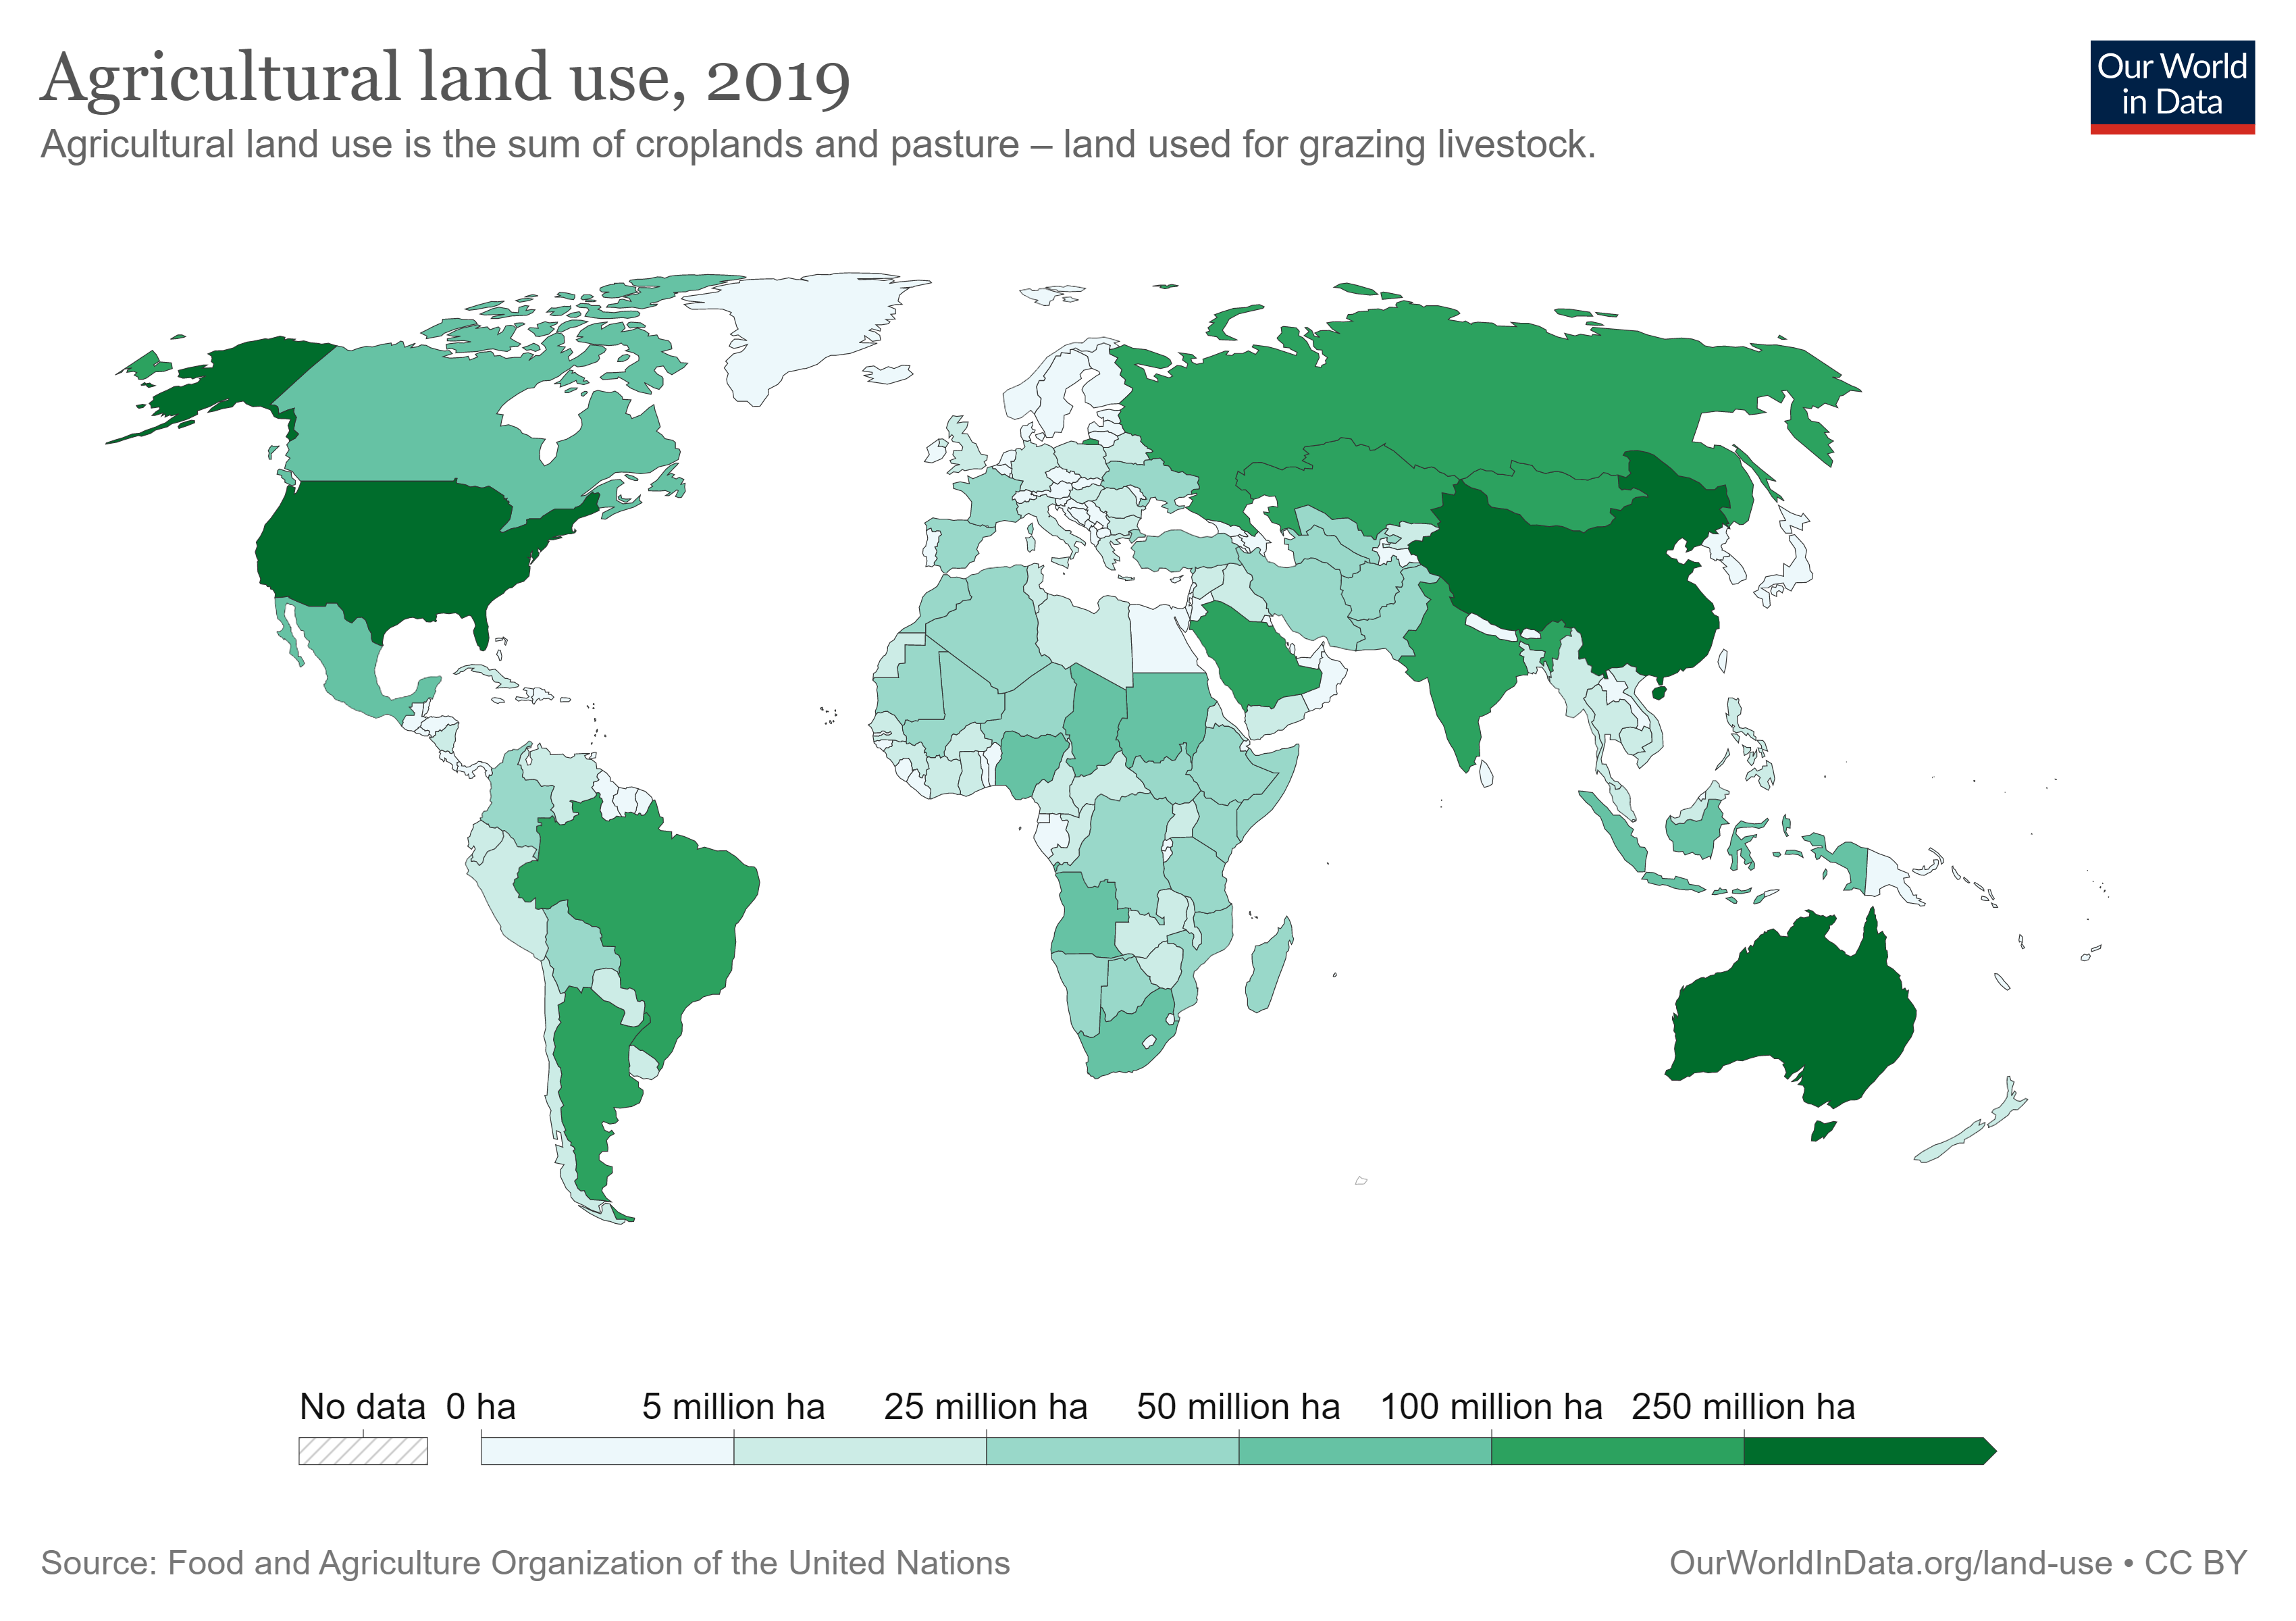 Agricultural land use, 2019
Our World
in Data
Agricultural land use is the sum of croplands and pasture – land used for grazing livestock.
No data 0 ha 5 million ha 25 million ha 50 million ha 100 million ha 250 million ha
Source: Food and Agriculture Organization of the United Nations
OurWorldInData.org/land-use • CC BY